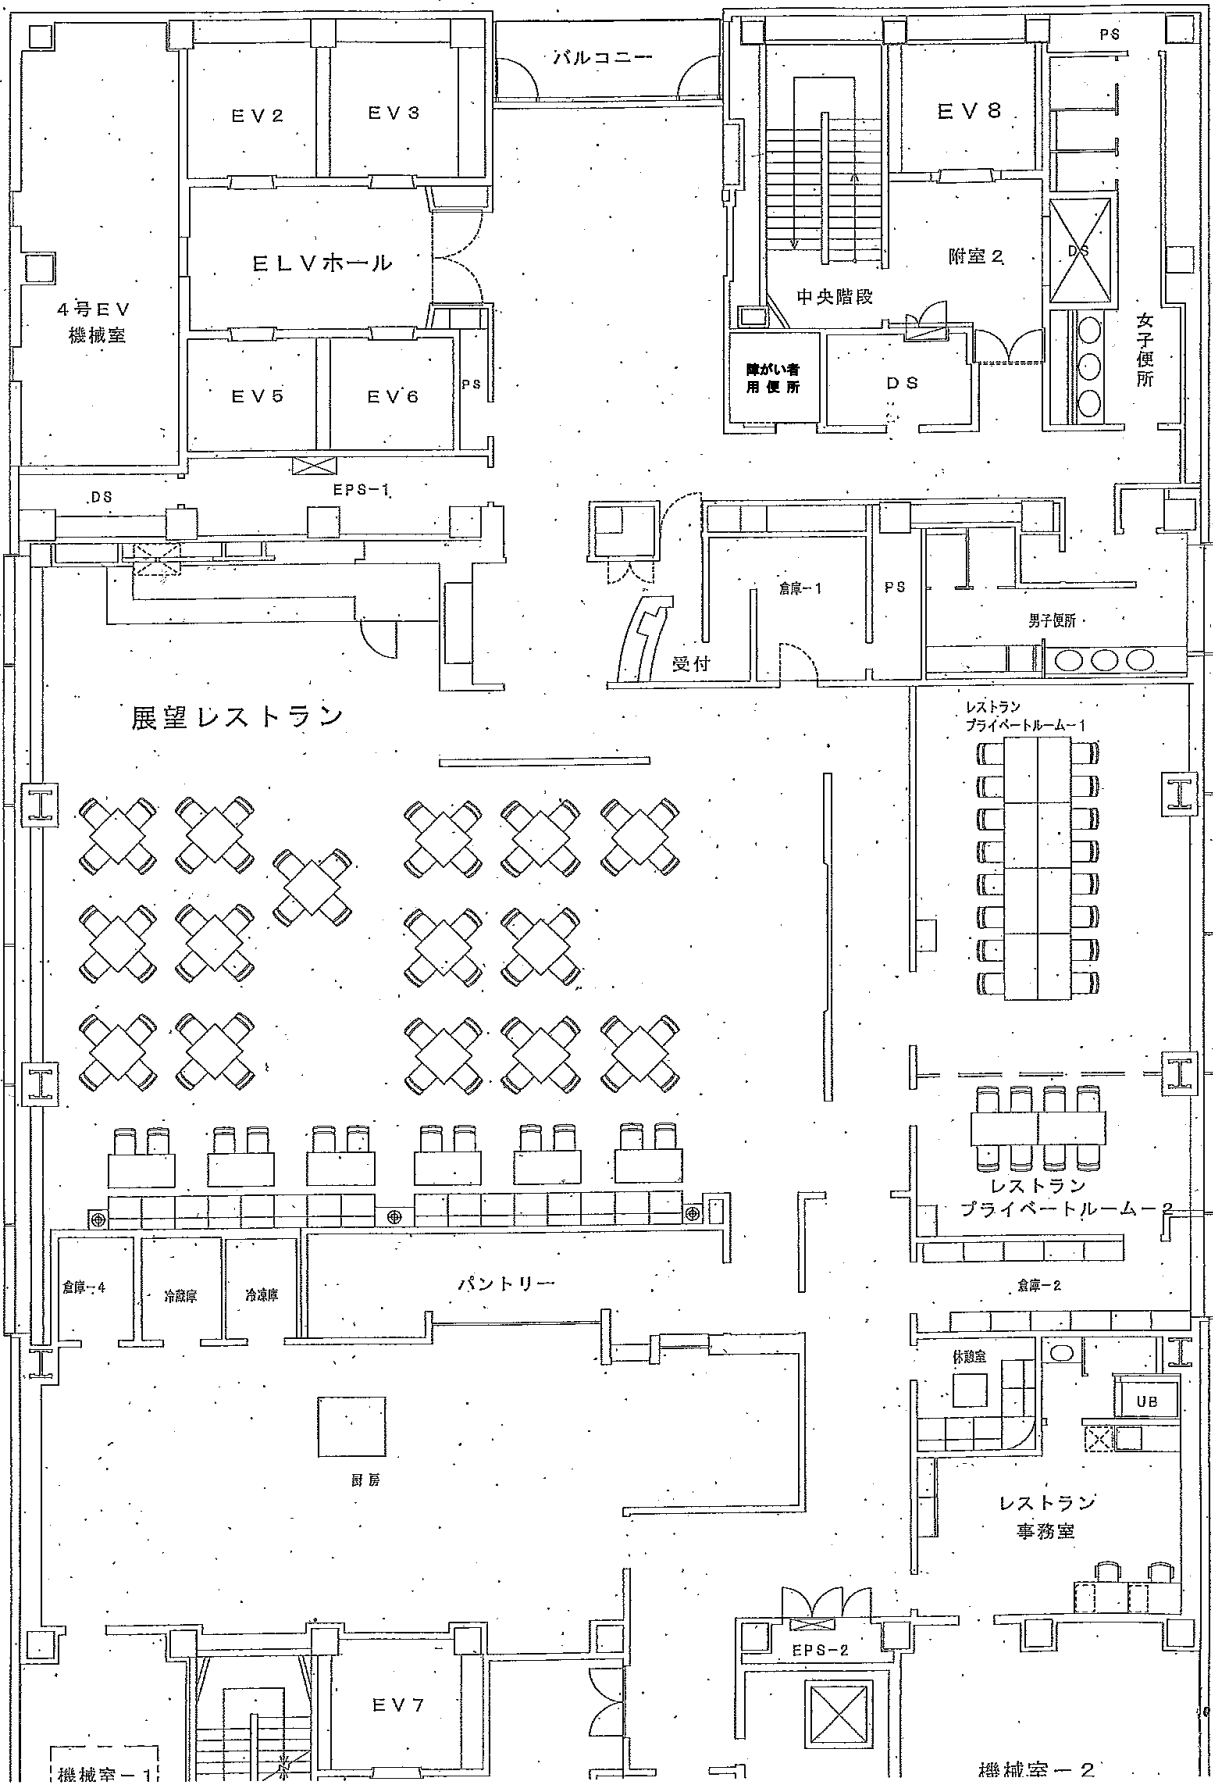 バルコニー
PS
EV2
EV3
EV8
ELVホール
附室2
DS
4号EV
機械室
中央階段
女子便所
障がい者
用便所
DS
EV5
EV6
PS
DS
EPS-1
倉庫-1
PS
男子便所
受付
展望レストラン
レストラン
プライベートルーム-1
レストラン
プライベートルーム-2
倉庫-4
冷蔵庫
冷凍庫
パントリー
倉庫-2
休憩室
UB
厨房
レストラン
事務室
EPS-2
EV7
機械室-1
機械室-2